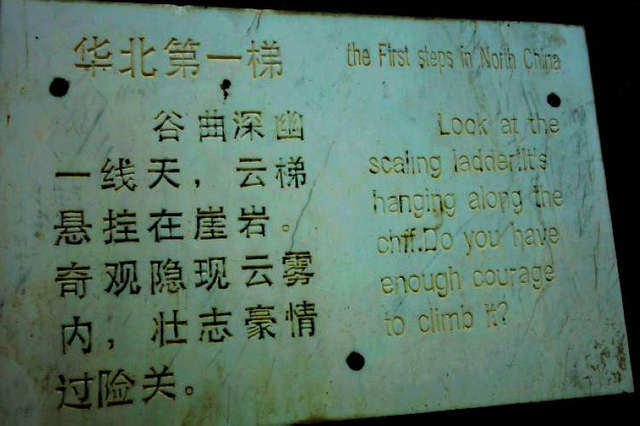 华北第一梯
谷曲深幽
一线天，云梯
悬挂在崖岩。
奇观隐现云雾
内，壮志豪情
过险关。
the First steps in North China
Look at the
scaling ladder!It's
hanging along the
chff.Do you have
enough courage
to climb it?